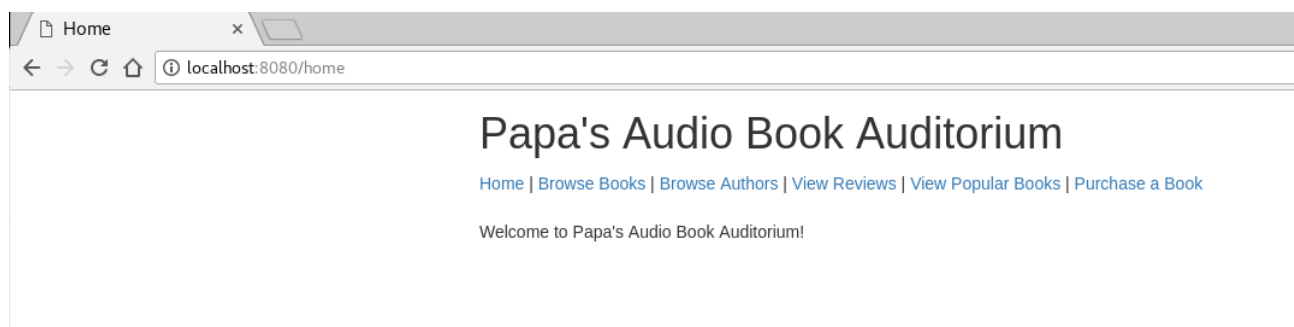 Home
localhost:8080/home
Papa's Audio Book Auditorium
Home | Browse Books | Browse Authors | View Reviews | View Popular Books | Purchase a Book
Welcome to Papa's Audio Book Auditorium!